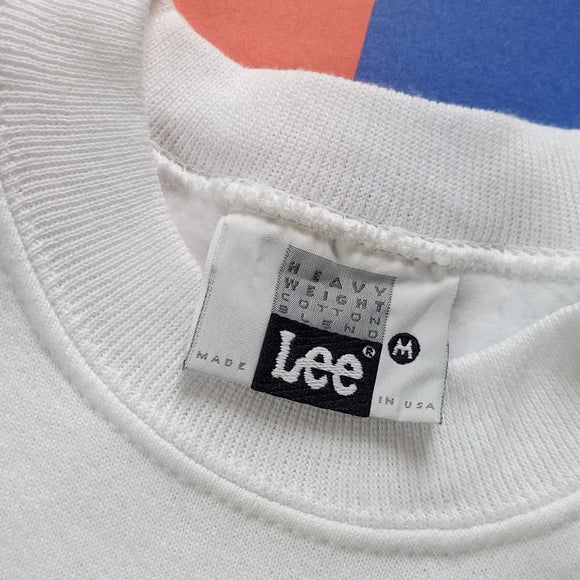 HEAVY
WEIGHT
COTTON
BLEND
Lee® M
MADE IN USA